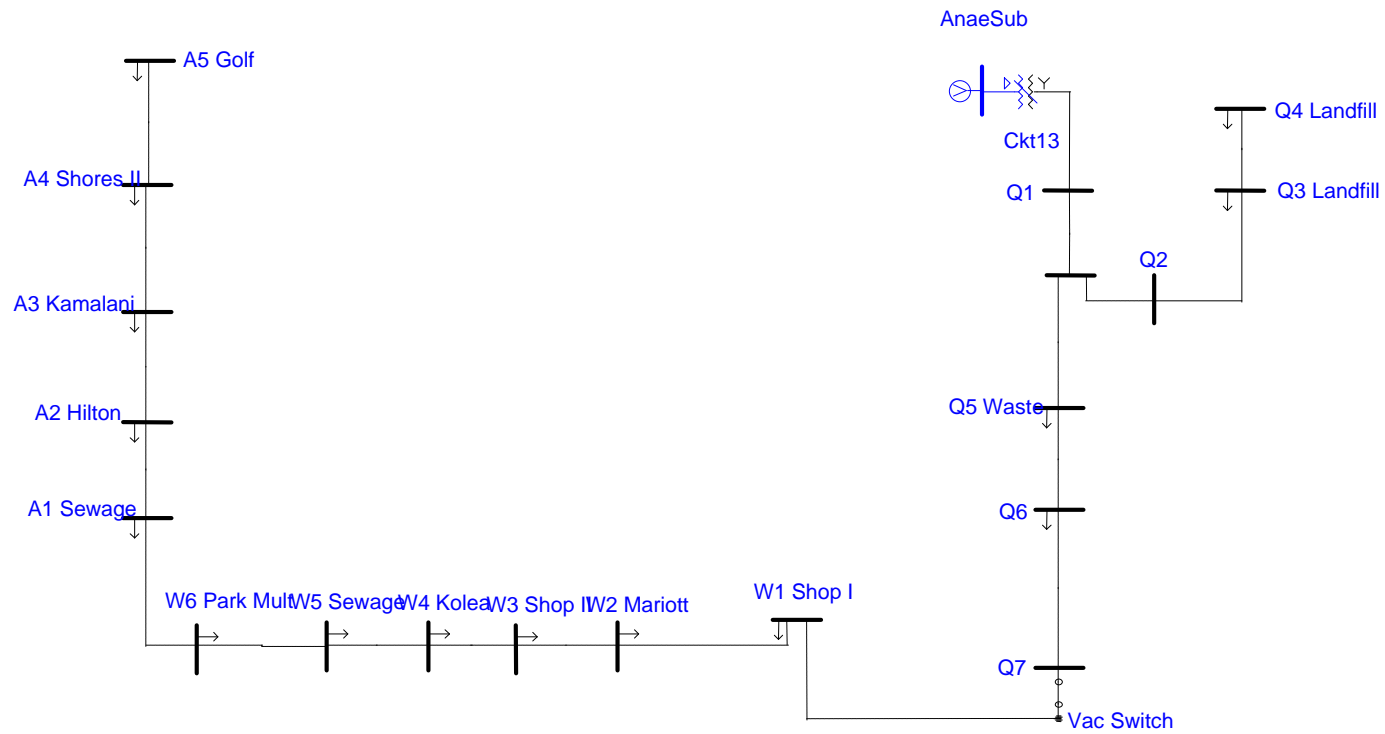 AnaeSub
A5 Golf
Ckt13
Q4 Landfill
A4 Shores II
Q1
Q3 Landfill
Q2
A3 Kamalani
A2 Hilton
Q5 Waste
A1 Sewage
Q6
W6 Park Mult
W5 Sewage
W4 Kolea
W3 Shop II
W2 Mariott
W1 Shop I
Q7
Vac Switch